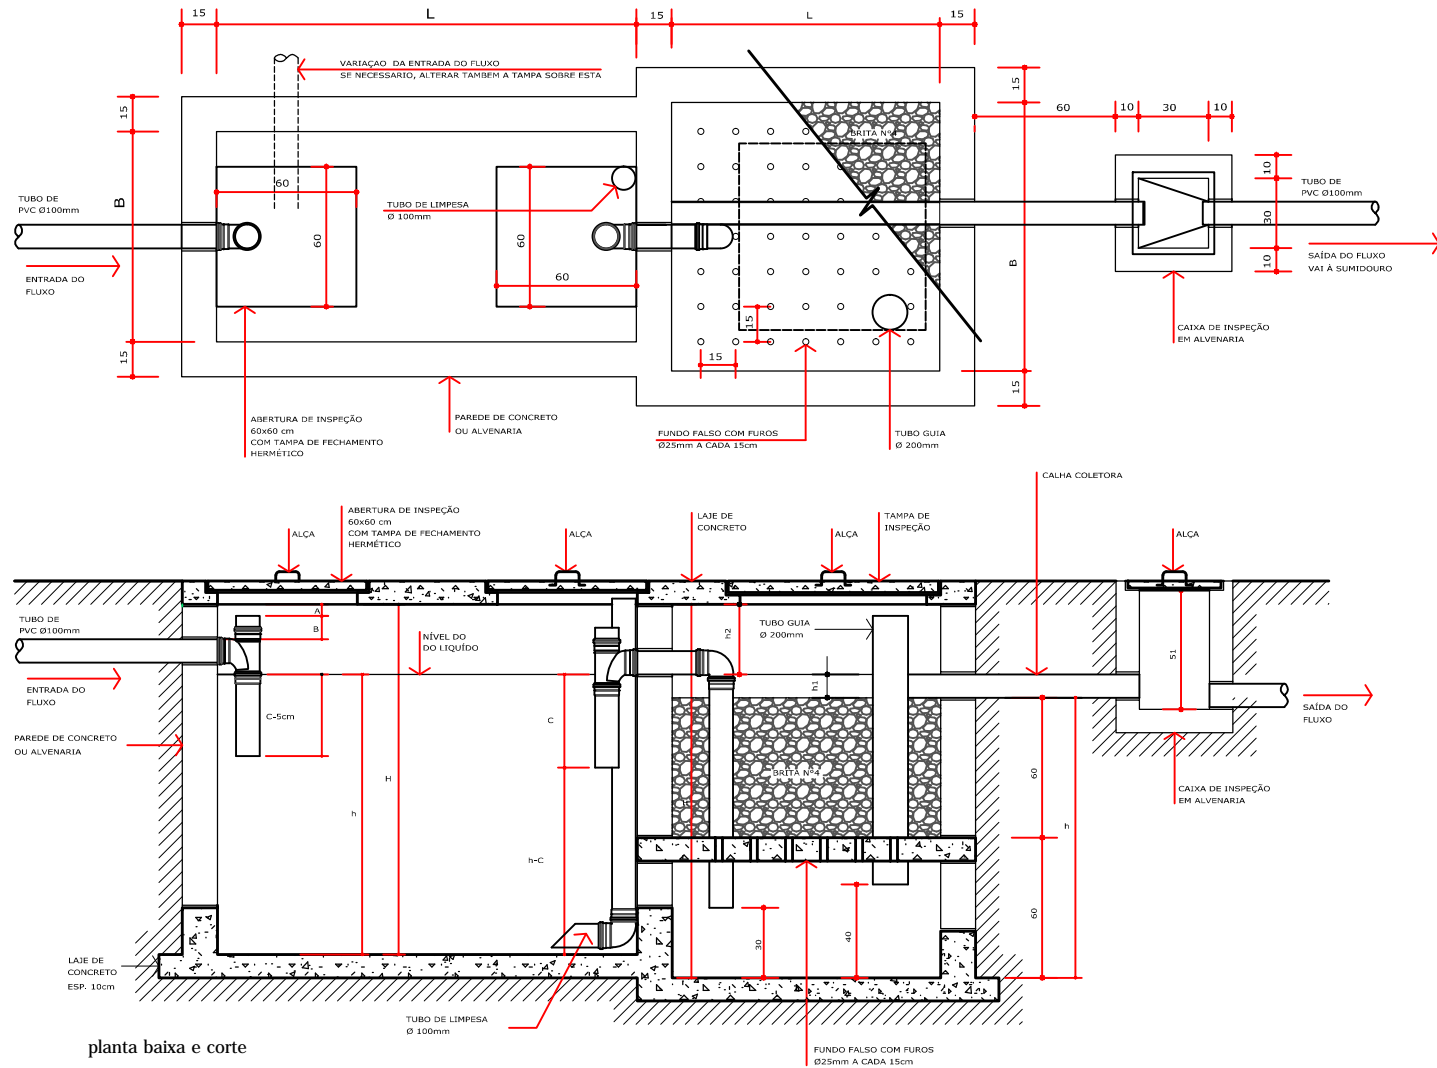 15
L
15
L
15
VARIAÇAO DA ENTRADA DO FLUXO
SE NECESSARIO, ALTERAR TAMBEM A TAMPA SOBRE ESTA
15
15
60
10
30
10
BRITA Nº4
60
TUBO DE LIMPESA
Ø 100mm
B
TUBO DE
PVC Ø100mm
60
60
60
10
30
10
TUBO DE
PVC Ø100mm
ENTRADA DO
FLUXO
B
SAÍDA DO FLUXO
VAI À SUMIDOURO
15
15
15
15
CAIXA DE INSPEÇÃO
EM ALVENARIA
ABERTURA DE INSPEÇÃO
60x60 cm
COM TAMPA DE FECHAMENTO
HERMÉTICO
PAREDE DE CONCRETO
OU ALVENARIA
FUNDO FALSO COM FUROS
Ø25mm A CADA 15cm
TUBO GUIA
Ø 200mm
CALHA COLETORA
ALÇA
ABERTURA DE INSPEÇÃO
60x60 cm
COM TAMPA DE FECHAMENTO
HERMÉTICO
ALÇA
LAJE DE
CONCRETO
ALÇA
TAMPA DE
INSPEÇÃO
ALÇA
TUBO DE
PVC Ø100mm
A
B
NÍVEL DO
DO LIQUÍDO
h2
TUBO GUIA
Ø 200mm
51
ENTRADA DO
FLUXO
C-5cm
C
h1
SAÍDA DO
FLUXO
PAREDE DE CONCRETO
OU ALVENARIA
H
BRITA Nº4
60
CAIXA DE INSPEÇÃO
EM ALVENARIA
h
H
h
h-C
60
30
40
LAJE DE
CONCRETO
ESP. 10cm
TUBO DE LIMPESA
Ø 100mm
planta baixa e corte
FUNDO FALSO COM FUROS
Ø25mm A CADA 15cm